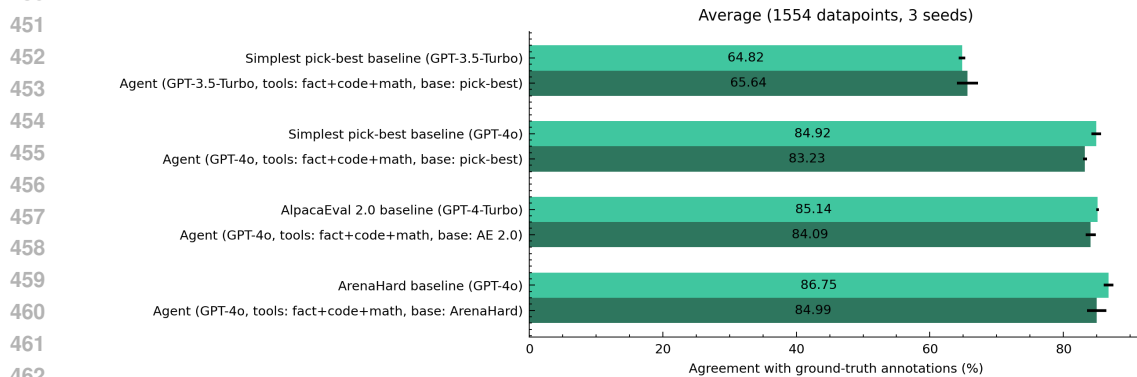 451
Average (1554 datapoints, 3 seeds)
452
Simplest pick-best baseline (GPT-3.5-Turbo) 64.82
453
Agent (GPT-3.5-Turbo, tools: fact+code+math, base: pick-best) 65.64
454
Simplest pick-best baseline (GPT-4o) 84.92
455
Agent (GPT-4o, tools: fact+code+math, base: pick-best) 83.23
456
457
AlpacaEval 2.0 baseline (GPT-4-Turbo) 85.14
458
Agent (GPT-4o, tools: fact+code+math, base: AE 2.0) 84.09
459
ArenaHard baseline (GPT-4o) 86.75
460
Agent (GPT-4o, tools: fact+code+math, base: ArenaHard) 84.99
461
0 20 40 60 80
Agreement with ground-truth annotations (%)
462